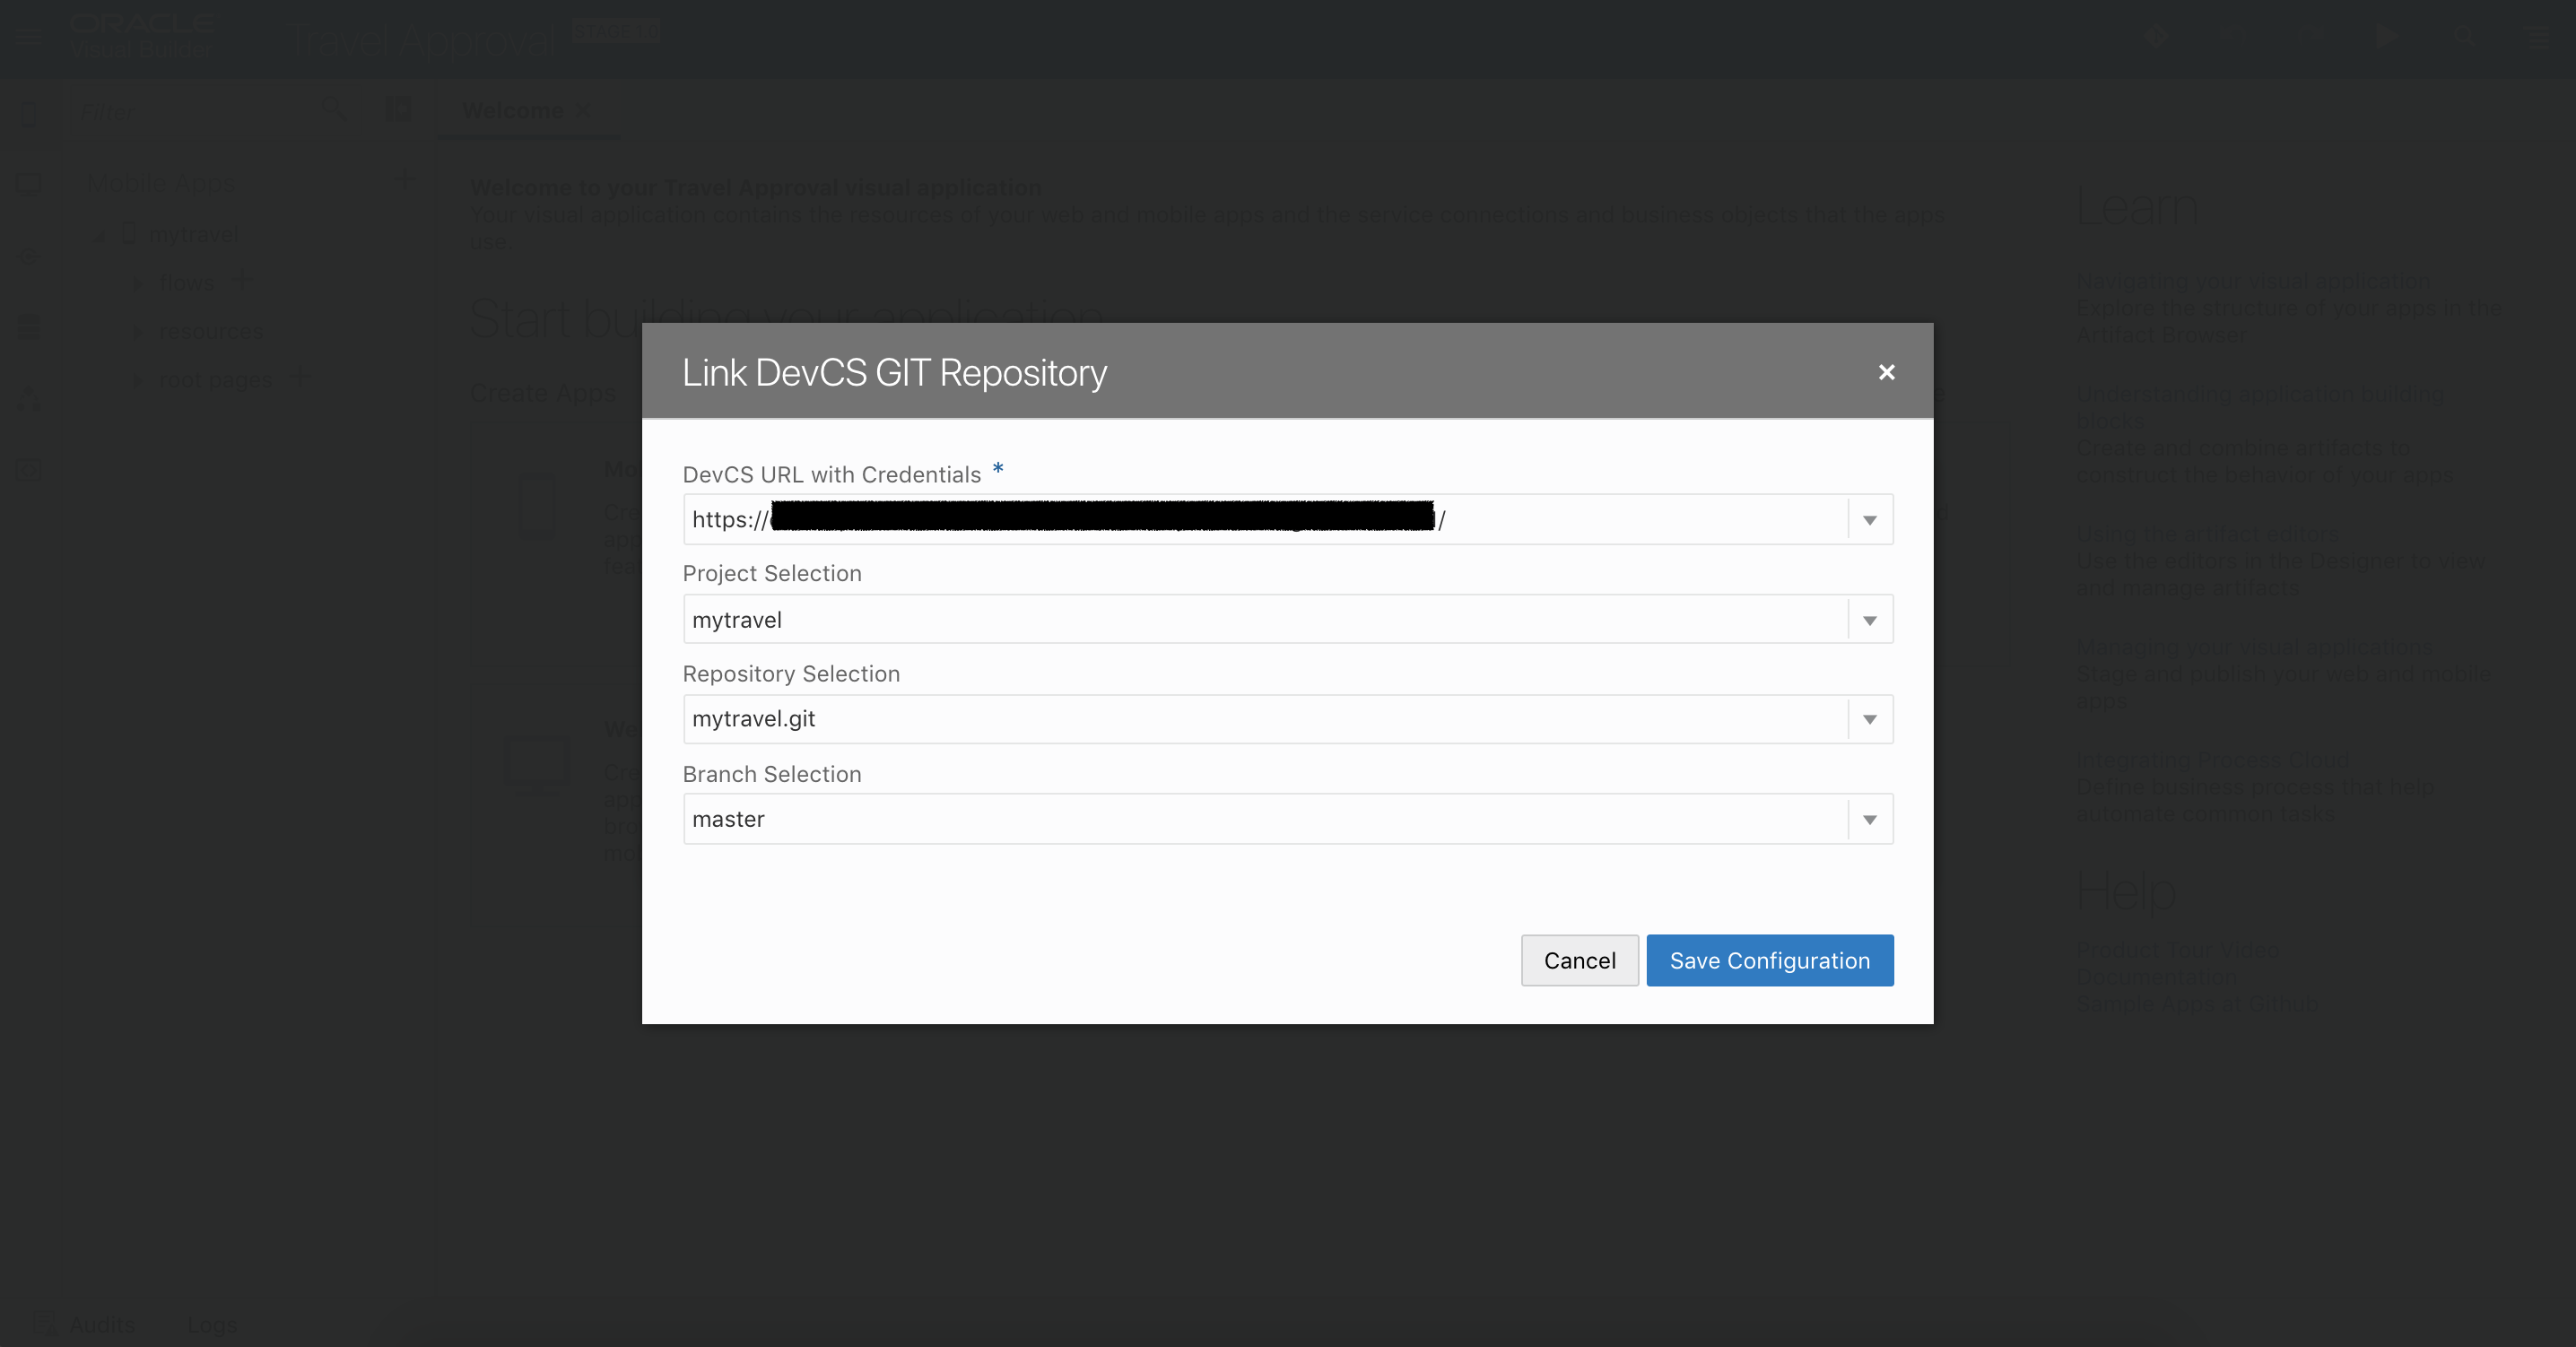 ORACLE
Visual Builder
Travel Approval
STAGE 1.0
Filter
Welcome
Mobile Apps
mytravel
flows
resources
root pages
Welcome to your Travel Approval visual application
Your visual application contains the resources of your web and mobile apps and the service connections and business objects that the apps
use.
Start building your application
Create Apps
Link DevCS GIT Repository
DevCS URL with Credentials *
https:// /
Project Selection
mytravel
Repository Selection
mytravel.git
Branch Selection
master
Cancel
Save Configuration
Learn
Navigating your visual application
Explore the structure of your apps in the
Artifact Browser
Understanding application building
blocks
Create and combine artifacts to
construct the behavior of your apps
Using the artifact editors
Use the editors in the Designer to view
and manage artifacts
Managing your visual applications
Stage and publish your web and mobile
apps
Integrating Process Cloud
Define business process that help
automate common tasks
Help
Product Tour Video
Documentation
Sample Apps at Github
Audits
Logs